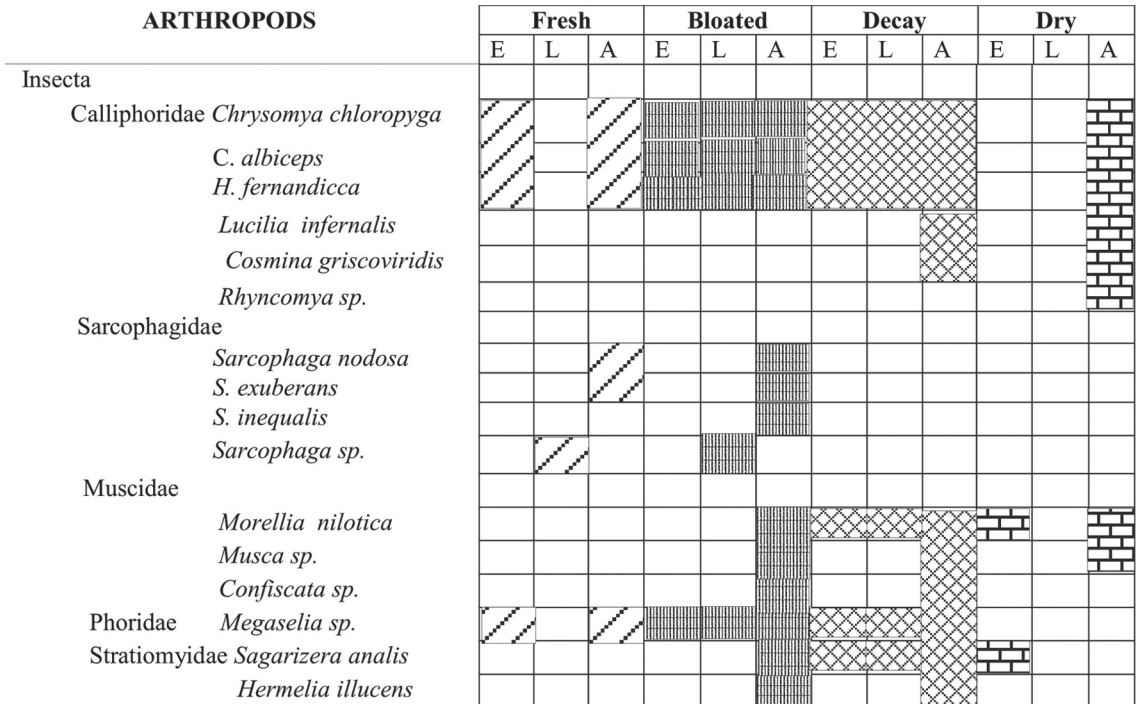 ARTHROPODS Fresh Bloated Decay Dry
E L A E L A E L A E L A
Insecta
Calliphoridae Chrysomya chloropyga
C. albiceps
H. fernandicca
Lucilia infernalis
Cosmina griscoviridis
Rhyncomya sp.
Sarcophagidae
Sarcophaga nodosa
S. exuberans
S. inequalis
Sarcophaga sp.
Muscidae
Morellia nilotica
Musca sp.
Confiscata sp.
Phoridae Megaselia sp.
Stratiomyidae Sagarizera analis
Hermelia illucens